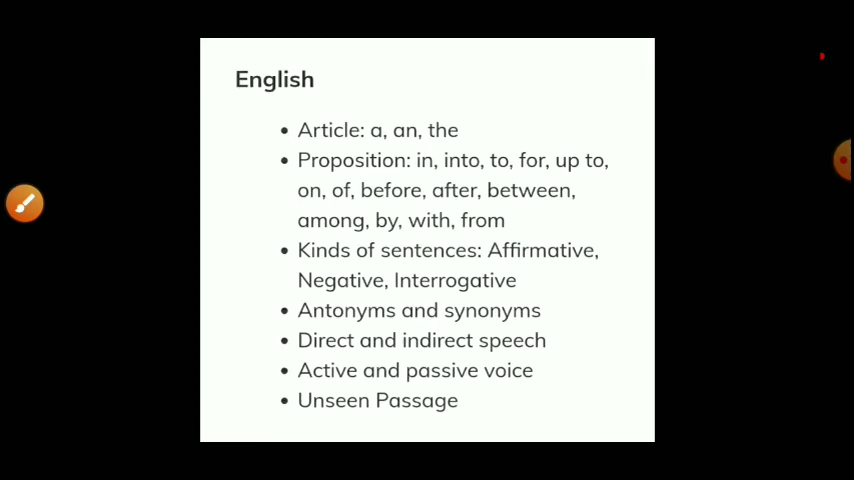 English
• Article: a, an, the
• Proposition: in, into, to, for, up to,
on, of, before, after, between,
among, by, with, from
• Kinds of sentences: Affirmative,
Negative, Interrogative
• Antonyms and synonyms
• Direct and indirect speech
• Active and passive voice
• Unseen Passage